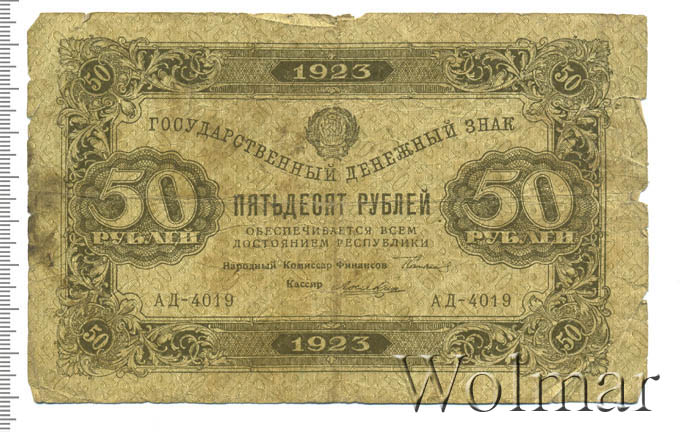 50 1923 50
ГОСУДАРСТВЕННЫЙ ДЕНЕЖНЫЙ ЗНАК
50 РУБЛЕЙ
50 РУБЛЕЙ
ПЯТЬДЕСЯТ РУБЛЕЙ
ОБЕСПЕЧИВАЕТСЯ ВСЕМ
ДОСТОЯНИЕМ РЕСПУБЛИКИ
Народный Комиссар Финансов
Кассир
АД-4019 АД-4019
50 1923 50
Wolmar